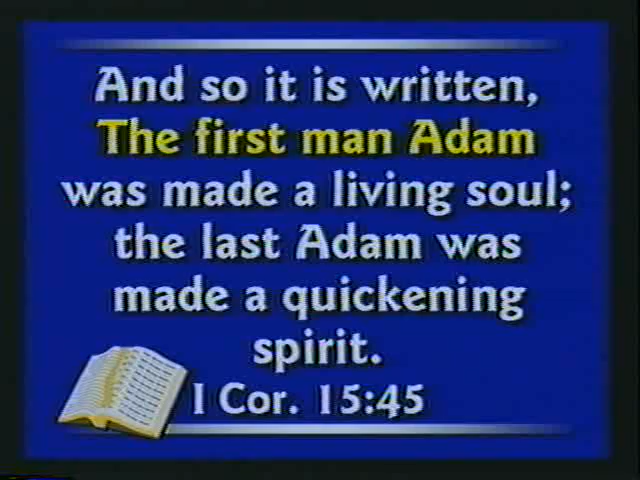 And so it is written,
The first man Adam
was made a living soul;
the last Adam was
made a quickening
spirit.
I Cor. 15:45